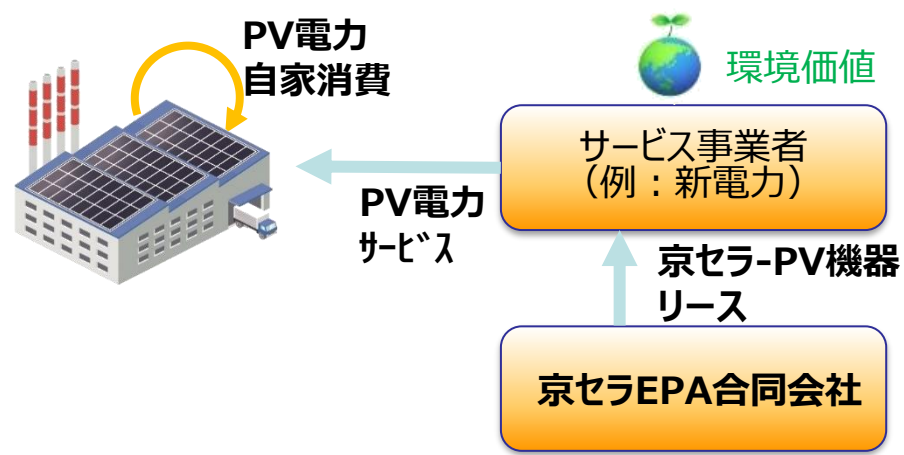 PV電力
自家消費
環境価値
サービス事業者
（例：新電力）
PV電力
ｻｰﾋﾞｽ
京セラ-PV機器
リース
京セラEPA合同会社